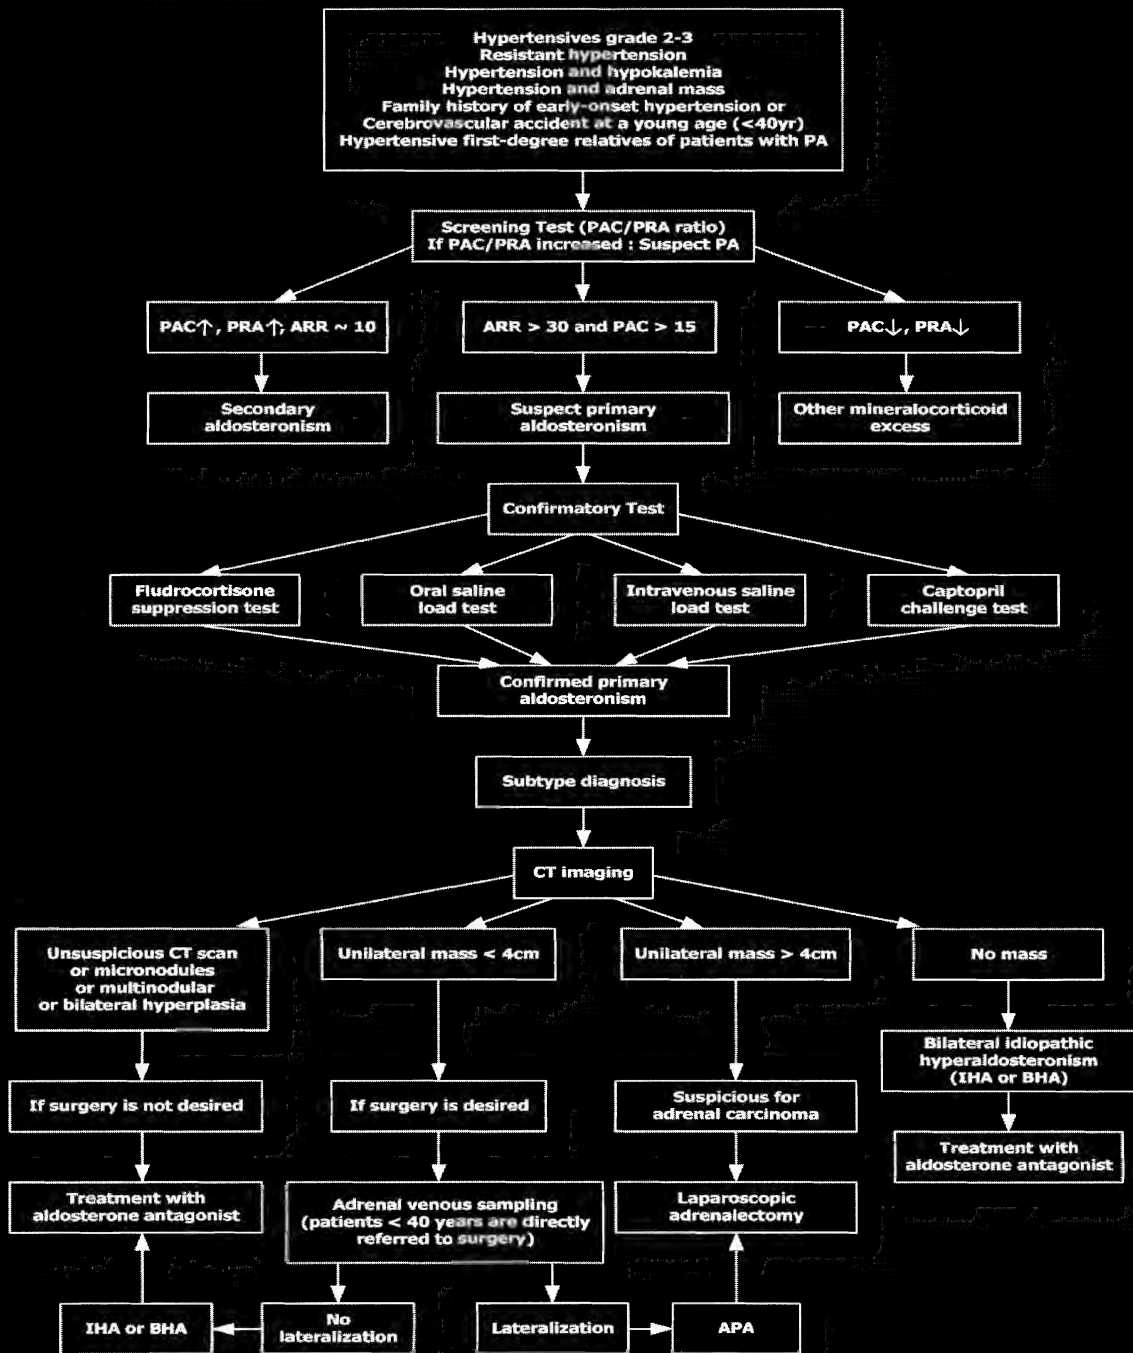 Hypertensives grade 2-3
Resistant hypertension
Hypertension and hypokalemia
Hypertension and adrenal mass
Family history of early-onset hypertension or
Cerebrovascular accident at a young age (<40yr)
Hypertensive first-degree relatives of patients with PA
Screening Test (PAC/PRA ratio)
If PAC/PRA increased : Suspect PA
PAC↑, PRA↑, ARR ~ 10
ARR > 30 and PAC > 15
PAC↓, PRA↓
Secondary
aldosteronism
Suspect primary
aldosteronism
Other mineralocorticoid
excess
Confirmatory Test
Fludrocortisone
suppression test
Oral saline
load test
Intravenous saline
load test
Captopril
challenge test
Confirmed primary
aldosteronism
Subtype diagnosis
CT imaging
Unsuspicious CT scan
or micronodules
or multinodular
or bilateral hyperplasia
Unilateral mass < 4cm
Unilateral mass > 4cm
No mass
Bilateral idiopathic
hyperaldosteronism
(IHA or BHA)
If surgery is not desired
If surgery is desired
Suspicious for
adrenal carcinoma
Treatment with
aldosterone antagonist
Treatment with
aldosterone antagonist
Adrenal venous sampling
(patients < 40 years are directly
referred to surgery)
Laparoscopic
adrenalectomy
IHA or BHA
No
lateralization
Lateralization
APA